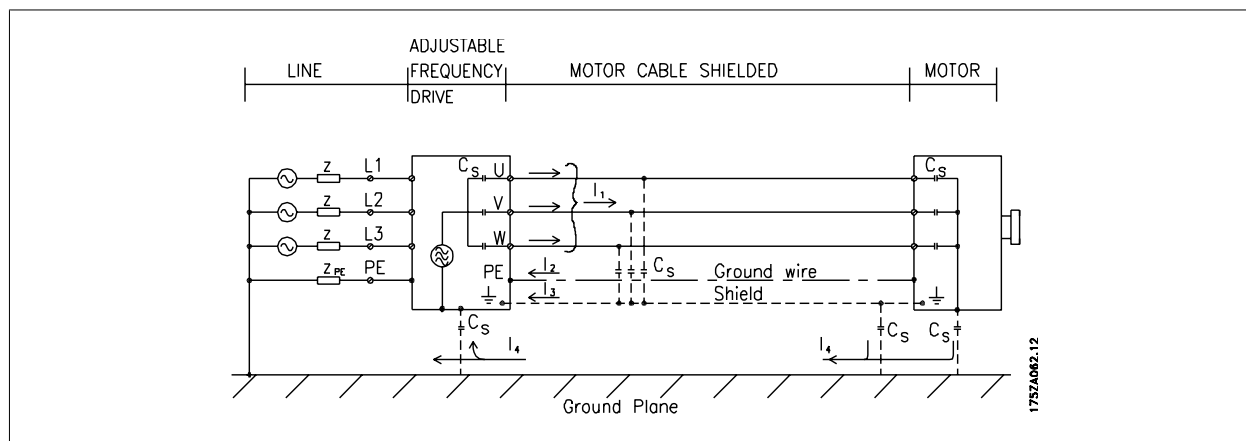 ADJUSTABLE
LINE FREQUENCY MOTOR CABLE SHIELDED MOTOR
DRIVE
Z L1 Cs U Cs
I1
Z L2 V
Z L3 W
ZPE PE PE I2 Cs Ground wire
I3 Shield
Cs Cs Cs
I4 I4
Ground Plane
175ZA062.12